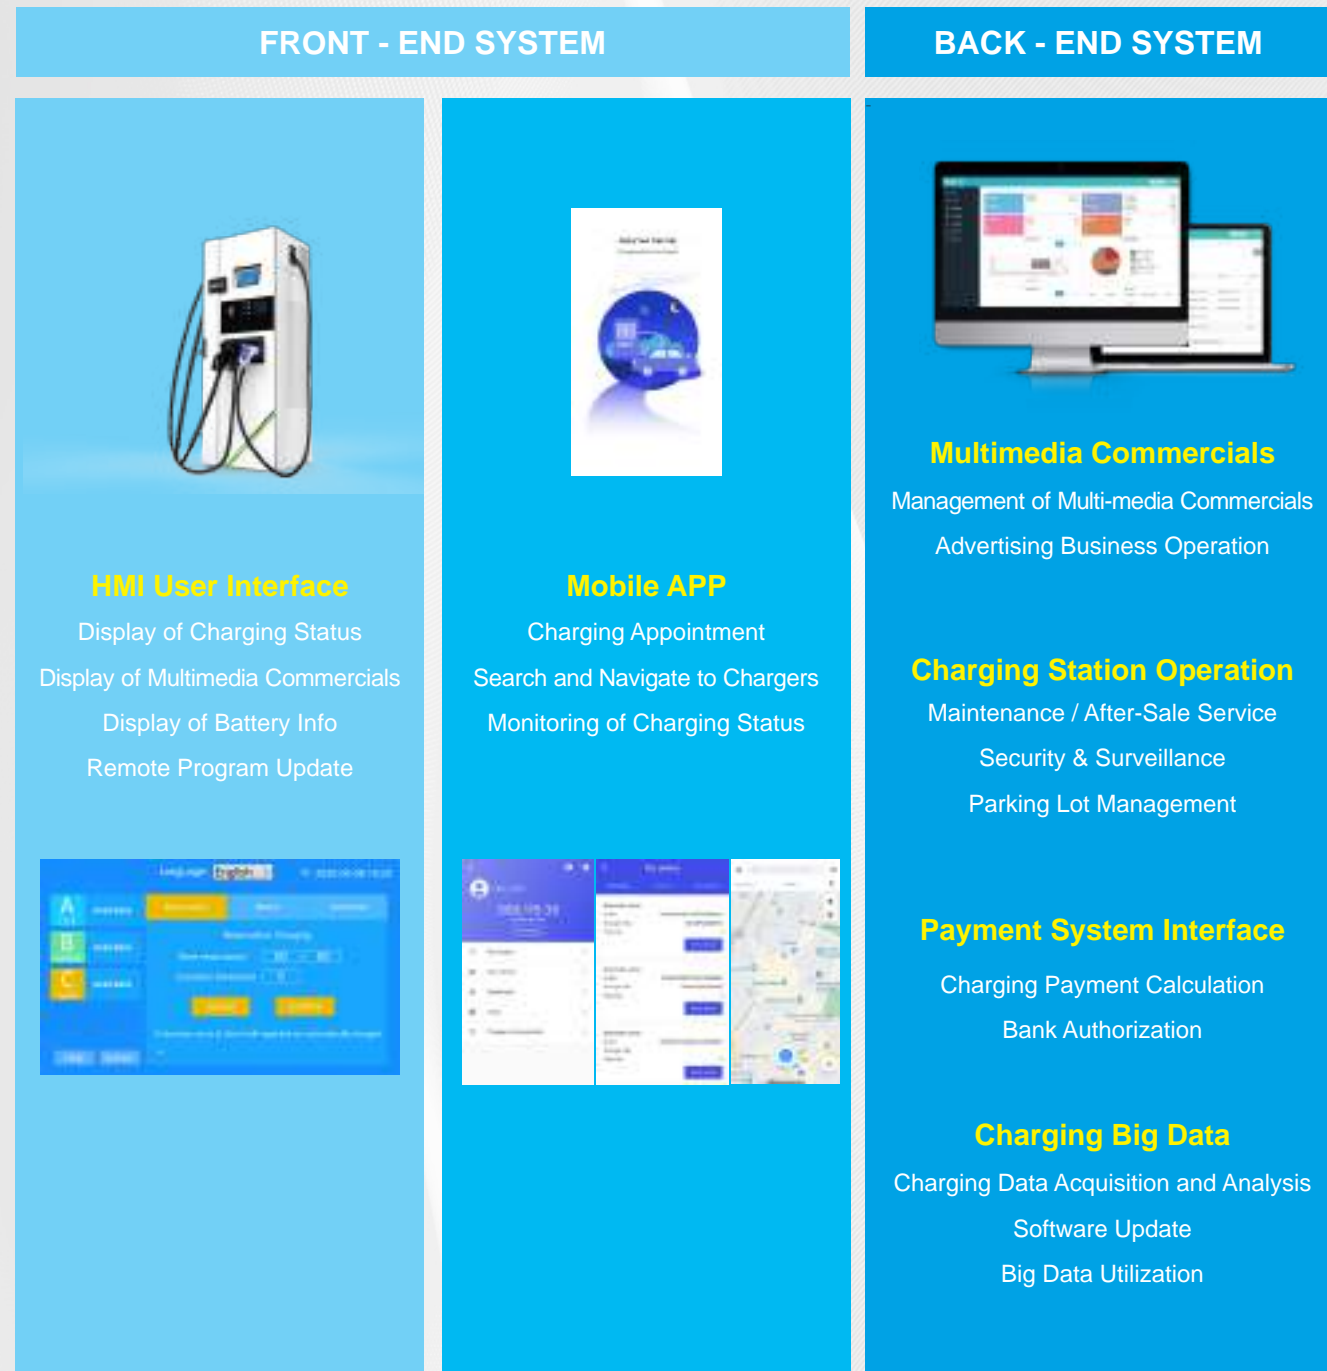 FRONT - END SYSTEM
BACK - END SYSTEM
HMI User Interface
Display of Charging Status
Display of Multimedia Commercials
Display of Battery Info
Remote Program Update
Language
English
A
B
C
Mobile APP
Charging Appointment
Search and Navigate to Chargers
Monitoring of Charging Status
Multimedia Commercials
Management of Multi-media Commercials
Advertising Business Operation
Charging Station Operation
Maintenance / After-Sale Service
Security & Surveillance
Parking Lot Management
Payment System Interface
Charging Payment Calculation
Bank Authorization
Charging Big Data
Charging Data Acquisition and Analysis
Software Update
Big Data Utilization